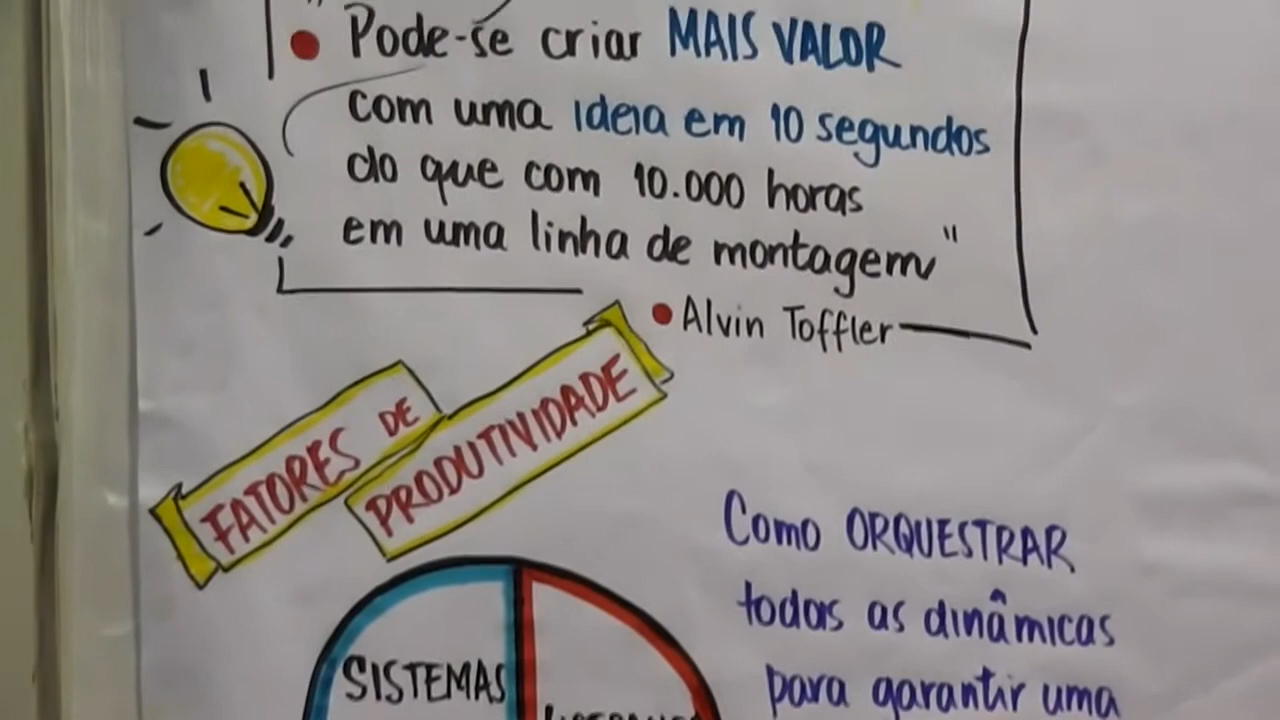 " Pode-se criar MAIS VALOR
com uma ideia em 10 segundos
do que com 10.000 horas
em uma linha de montagem"
• Alvin Toffler
FATORES DE
PRODUTIVIDADE
Como ORQUESTRAR
todas as dinâmicas
para garantir uma
SISTEMAS